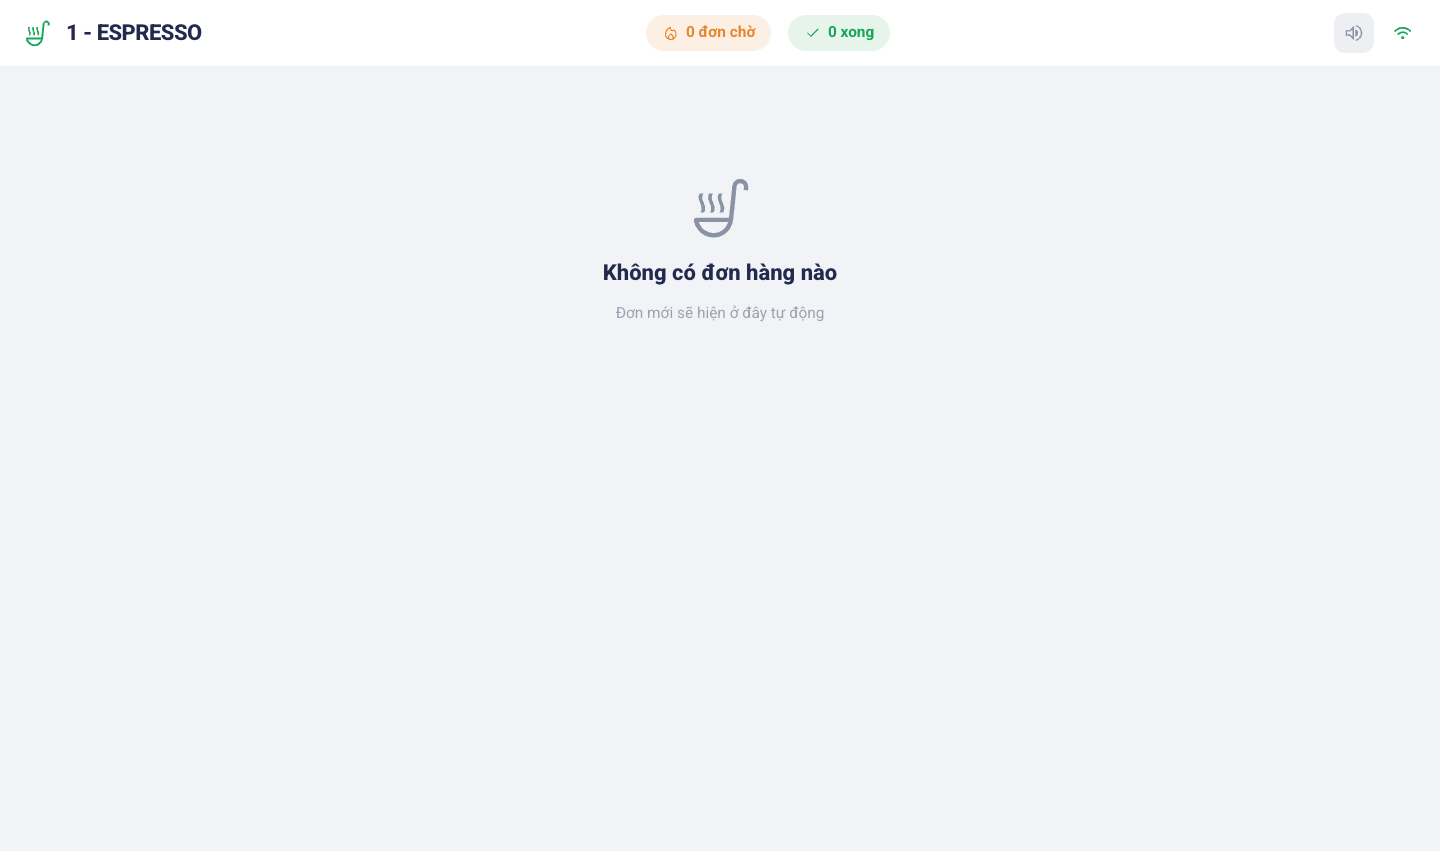 1 - ESPRESSO
0 đơn chờ
0 xong
Không có đơn hàng nào
Đơn mới sẽ hiện ở đây tự động